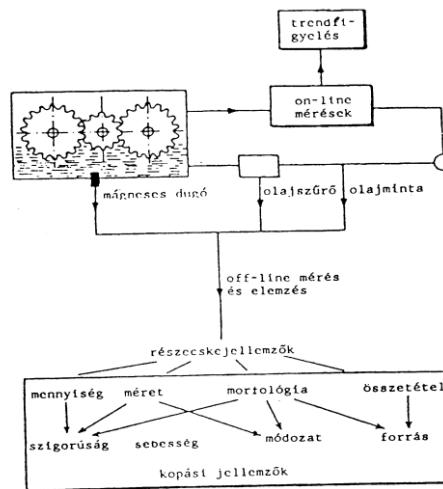 trendfi-
gyelés
on-line
mérések
mágneses dugó
olajszűrő
olajminta
off-line mérés
és elemzés
részecskejellemzők
mennyiség méret morfológia összetétel
szigorúság sebesség módozat forrás
kopási jellemzők